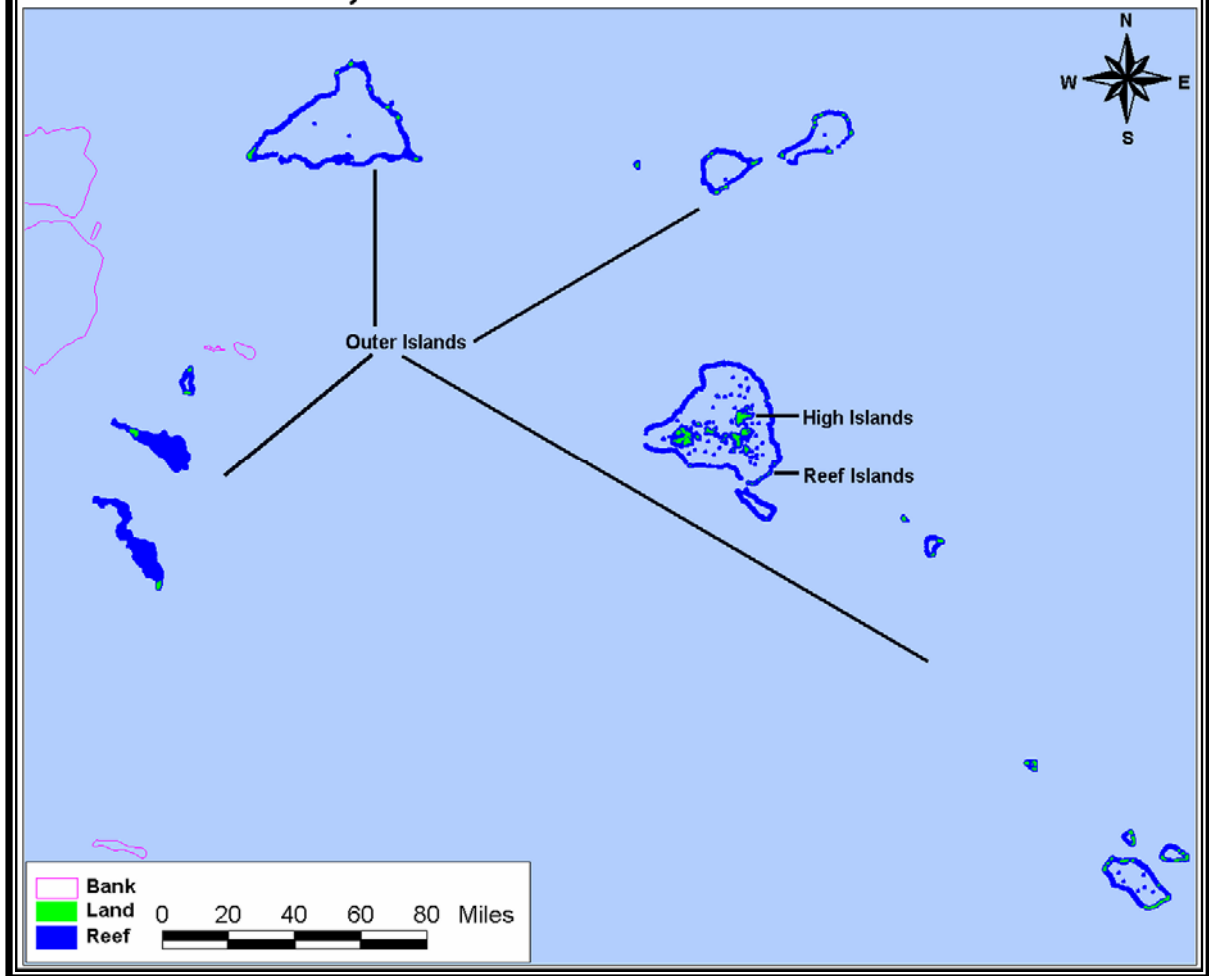 N
W E
S
Outer Islands
High Islands
Reef Islands
Bank
Land
Reef
0 20 40 60 80 Miles